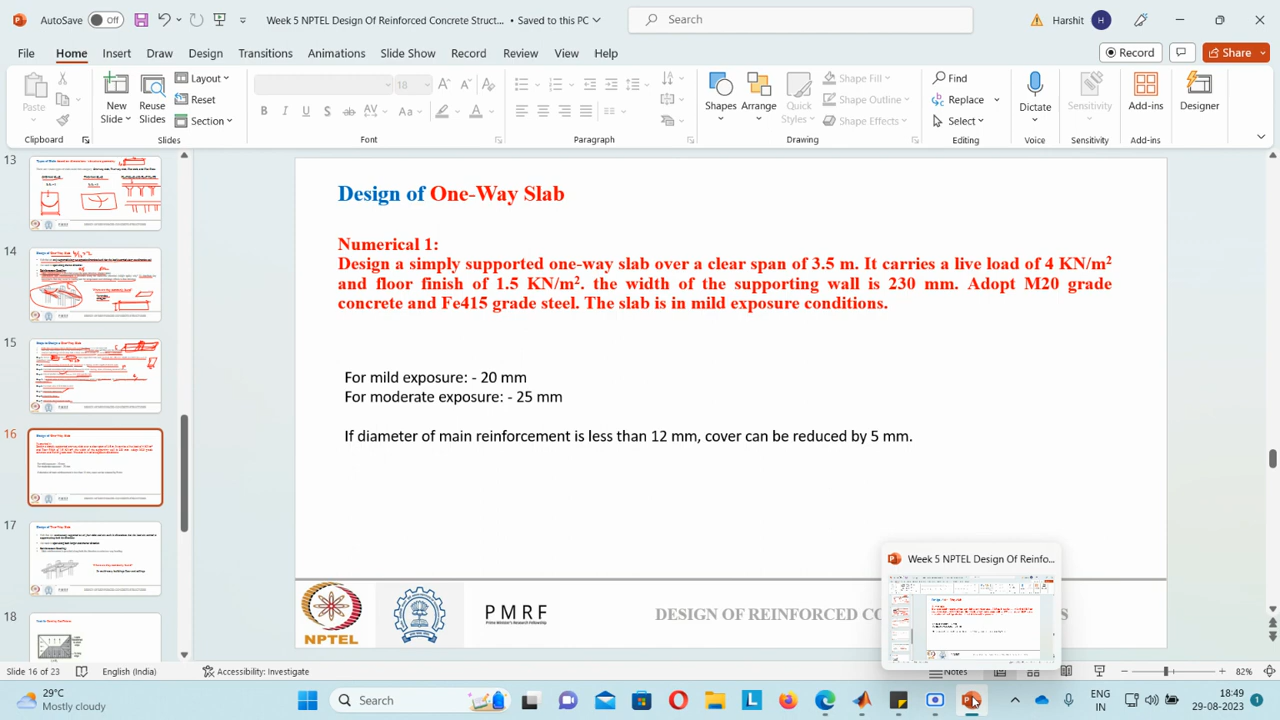 AutoSave Off Week 5 NPTEL Design Of Reinforced Concrete Struct... • Saved to this PC Search Harshit H
File Home Insert Draw Design Transitions Animations Slide Show Record Review View Help Record Share
Paste New Slide Reuse Slides Layout Reset Section 18 Shapes Arrange Quick Styles Shape Fill Shape Outline Shape Effects Find Replace Select Dictate Sensitivity Add-ins Designer
Clipboard Slides Font Paragraph Drawing Editing Voice Sensitivity Add-ins
13
14
15
16
17
18
Design of One-Way Slab
Numerical 1:
Design a simply supported one-way slab over a clear span of 3.5 m. It carries a live load of 4 KN/m²
and floor finish of 1.5 KN/m². the width of the supporting wall is 230 mm. Adopt M20 grade
concrete and Fe415 grade steel. The slab is in mild exposure conditions.
For mild exposure: - 20 mm
For moderate exposure: - 25 mm
If diameter of main reinforcement is less than 12 mm, cover can be reduced by 5 mm.
Week 5 NPTEL Design Of Reinfo...
NPTEL PMRF DESIGN OF REINFORCED CO S
Slide 16 of 23 English (India) Accessibility: Investigate Notes 82%
29°C
Mostly cloudy
Search
ENG
IN
18:49
29-08-2023